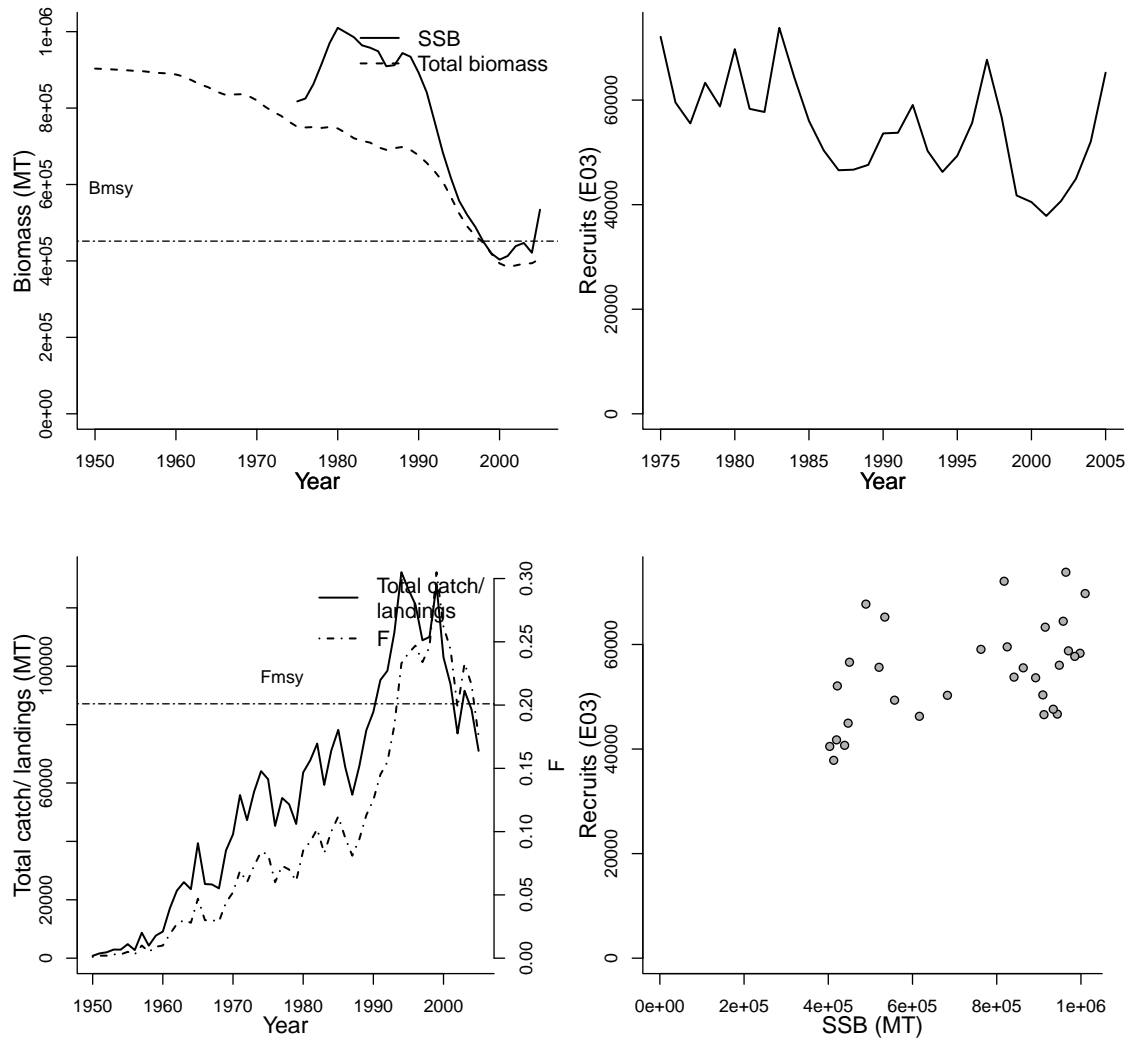 SSB
Total biomass
Bmsy
Biomass (MT)
0e+00
2e+05
4e+05
6e+05
8e+05
1e+06
1950 1960 1970 1980 1990 2000
Year
Recruits (E03)
0
20000
40000
60000
1975 1980 1985 1990 1995 2000 2005
Year
Total catch/
landings
F
Fmsy
Total catch/ landings (MT)
0
20000
60000
100000
0.00
0.05
0.10
0.15
0.20
0.25
0.30
F
1950 1960 1970 1980 1990 2000
Year
Recruits (E03)
0
20000
40000
60000
0e+00 2e+05 4e+05 6e+05 8e+05 1e+06
SSB (MT)